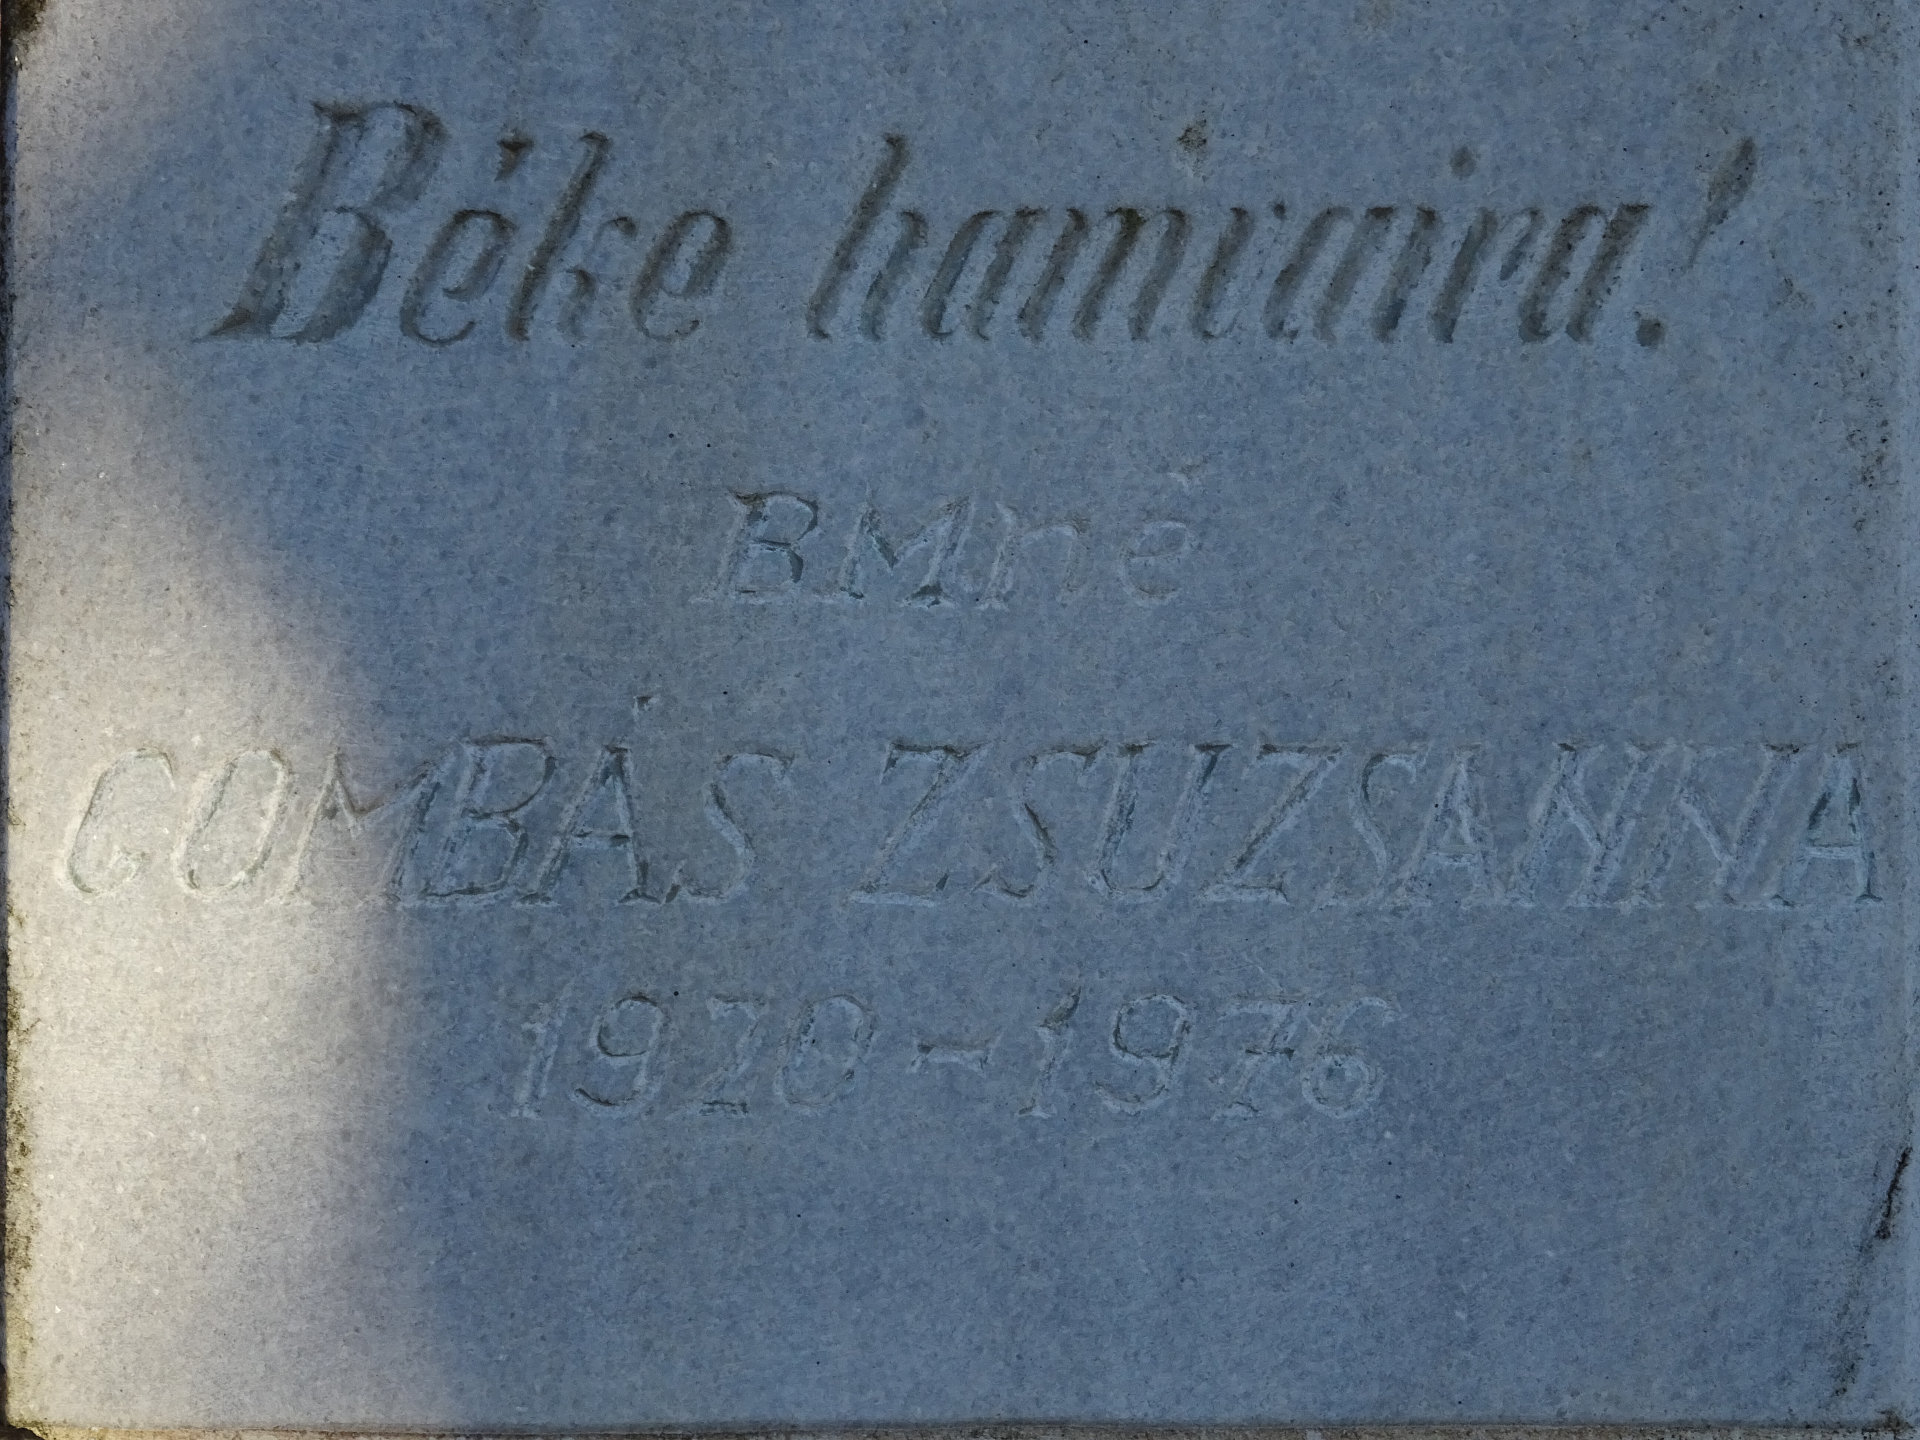 Béke hamvaira!
BMné
GOMBÁS ZSUZSANNA
1920-1976